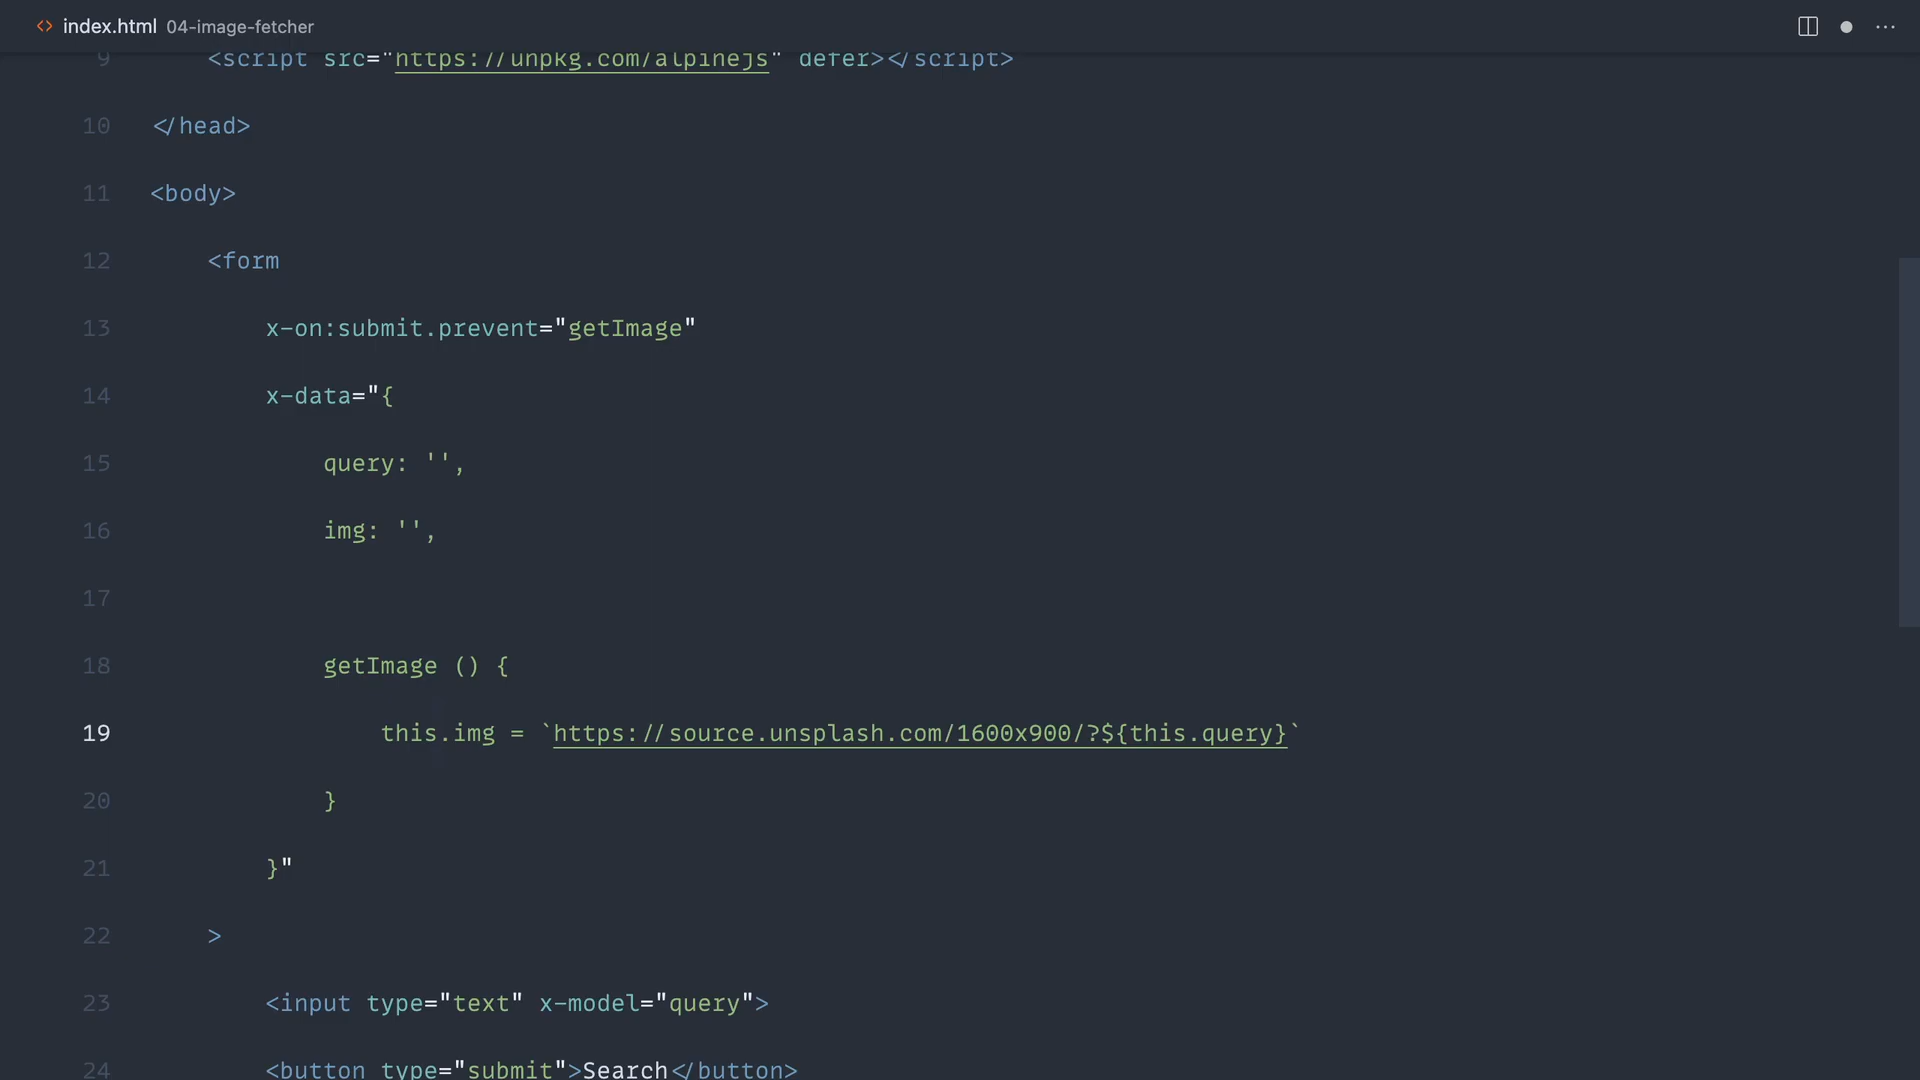 <> index.html 04-image-fetcher
9 <script src="https://unpkg.com/alpinejs" defer></script>
10 </head>
11 <body>
12 <form
13 x-on:submit.prevent="getImage"
14 x-data="{
15 query: '',
16 img: '',
17
18 getImage () {
19 this.img = `https://source.unsplash.com/1600x900/?${this.query}`
20 }
21 }"
22 >
23 <input type="text" x-model="query">
24 <button type="submit">Search</button>